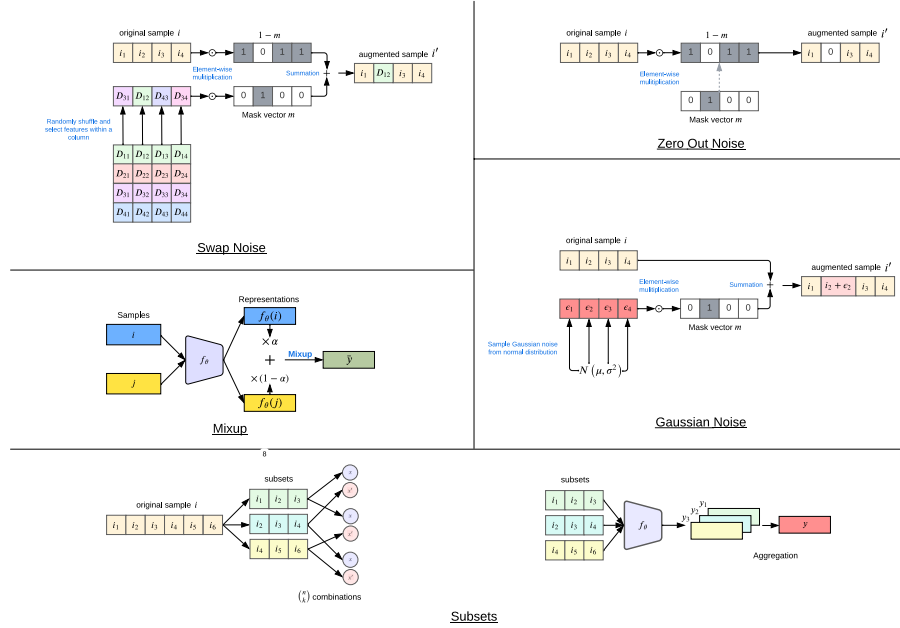 original sample i
1 − m
augmented sample i′
i₁ i₂ i₃ i₄
1 0 1 1
Element-wise
multiplication
Summation
+
i₁ D₁₂ i₃ i₄
D₃₁ D₁₂ D₄₃ D₃₄
0 1 0 0
Mask vector m
Randomly shuffle and
select features within a
column
D₁₁ D₁₂ D₁₃ D₁₄
D₂₁ D₂₂ D₂₃ D₂₄
D₃₁ D₃₂ D₃₃ D₃₄
D₄₁ D₄₂ D₄₃ D₄₄
Swap Noise
original sample i
1 − m
augmented sample i′
i₁ i₂ i₃ i₄
1 0 1 1
i₁ 0 i₃ i₄
Element-wise
multiplication
0 1 0 0
Mask vector m
Zero Out Noise
Samples
Representations
i
f_θ(i)
× α
f_θ
+
Mixup
ȳ
× (1 − α)
j
f_θ(j)
Mixup
original sample i
i₁ i₂ i₃ i₄
augmented sample i′
Element-wise
multiplication
Summation
+
i₁ i₂ + ϵ₂ i₃ i₄
ϵ₁ ϵ₂ ϵ₃ ϵ₄
0 1 0 0
Mask vector m
Sample Gaussian noise
from normal distribution
N (μ, σ²)
Gaussian Noise
8
subsets
original sample i
i₁ i₂ i₃ i₄ i₅ i₆
i₁ i₂ i₃
i₂ i₃ i₄
i₄ i₅ i₆
x
x′
x
x′
x
x′
(n k) combinations
subsets
i₁ i₂ i₃
i₂ i₃ i₄
i₄ i₅ i₆
f_θ
y₁
y₂
y₃
y
Aggregation
Subsets